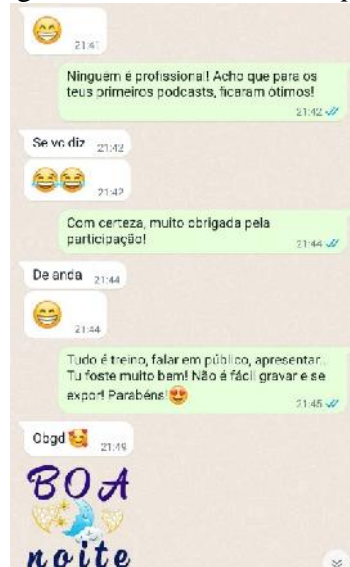 😁
21:41
Ninguém é profissional! Acho que para os
teus primeiros podcasts, ficaram ótimos!
21:42
Se vc diz 21:42
😂😂
21:42
Com certeza, muito obrigada pela
participação!
21:44
De anda 21:44
😁
21:44
Tudo é treino, falar em público, apresentar..
Tu foste muito bem! Não é fácil gravar e se
expor! Parabéns!😍
21:45
Obgd🥰 21:49
BOA
noite